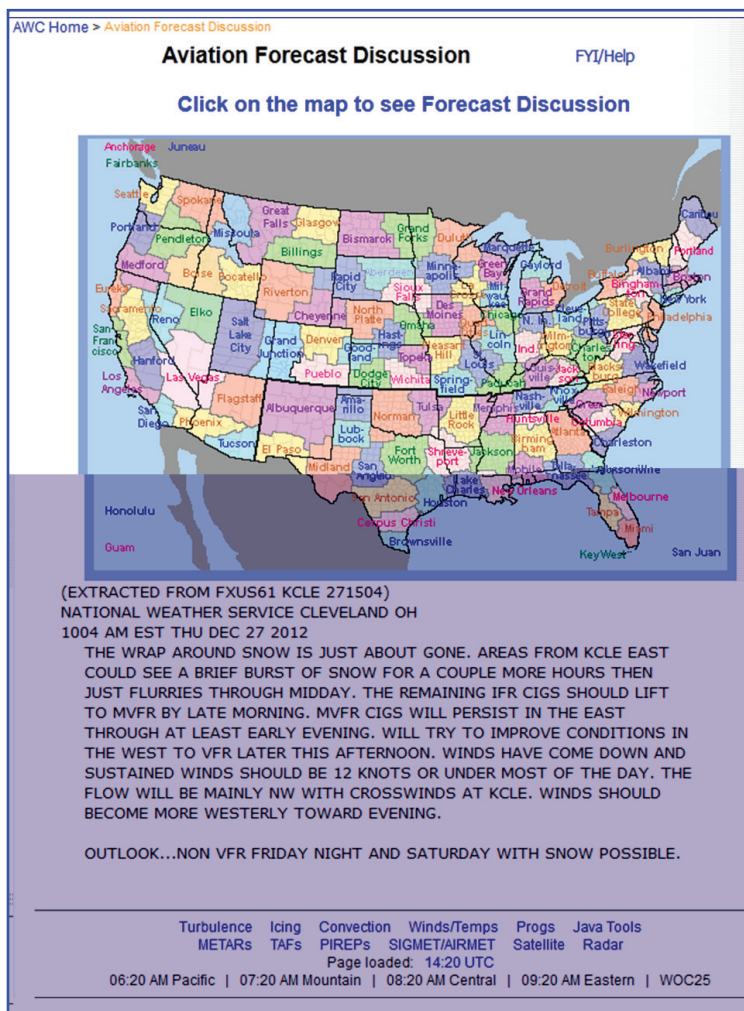 AWC Home > Aviation Forecast Discussion
Aviation Forecast Discussion FYI/Help
Click on the map to see Forecast Discussion
Anchorage Juneau
Fairbanks
Seattle Spokane Great Falls Glasgow Bismarck Grand Forks Duluth Marquette Caribou
Portland Pendleton Missoula Billings Aberdeen Minneapolis Green Bay Gaylord Burlington Portland
Medford Boise Pocatello Riverton Rapid City Sioux Falls Grand Rapids Detroit Buffalo Albany Boston
Eureka Sacramento Reno Elko Salt Lake City Cheyenne North Platte Omaha Des Moines Chicago New York
San Francisco Hanford Grand Junction Denver Goodland Hastings Topeka Pleasant Hill St. Louis Lincoln Philadelphia
Los Angeles Las Vegas Pueblo Dodge City Wichita Springfield Paducah Wakefield
San Diego Phoenix Flagstaff Albuquerque Amarillo Norman Tulsa Little Rock Memphis Nashville Huntsville Raleigh Newport
Tucson El Paso Lubbock Fort Worth Shreveport Jackson Birmingham Atlanta Columbia Wilmington
Midland San Angelo Lake Charles Mobile Tallahassee Charleston
Honolulu San Antonio Houston New Orleans Jacksonville Melbourne
Guam Corpus Christi Tampa Miami
Brownsville Key West San Juan
(EXTRACTED FROM FXUS61 KCLE 271504)
NATIONAL WEATHER SERVICE CLEVELAND OH
1004 AM EST THU DEC 27 2012
THE WRAP AROUND SNOW IS JUST ABOUT GONE. AREAS FROM KCLE EAST
COULD SEE A BRIEF BURST OF SNOW FOR A COUPLE MORE HOURS THEN
JUST FLURRIES THROUGH MIDDAY. THE REMAINING IFR CIGS SHOULD LIFT
TO MVFR BY LATE MORNING. MVFR CIGS WILL PERSIST IN THE EAST
THROUGH AT LEAST EARLY EVENING. WILL TRY TO IMPROVE CONDITIONS IN
THE WEST TO VFR LATER THIS AFTERNOON. WINDS HAVE COME DOWN AND
SUSTAINED WINDS SHOULD BE 12 KNOTS OR UNDER MOST OF THE DAY. THE
FLOW WILL BE MAINLY NW WITH CROSSWINDS AT KCLE. WINDS SHOULD
BECOME MORE WESTERLY TOWARD EVENING.
OUTLOOK...NON VFR FRIDAY NIGHT AND SATURDAY WITH SNOW POSSIBLE.
Turbulence Icing Convection Winds/Temps Progs Java Tools
METARs TAFs PIREPs SIGMET/AIRMET Satellite Radar
Page loaded: 14:20 UTC
06:20 AM Pacific | 07:20 AM Mountain | 08:20 AM Central | 09:20 AM Eastern | WOC25